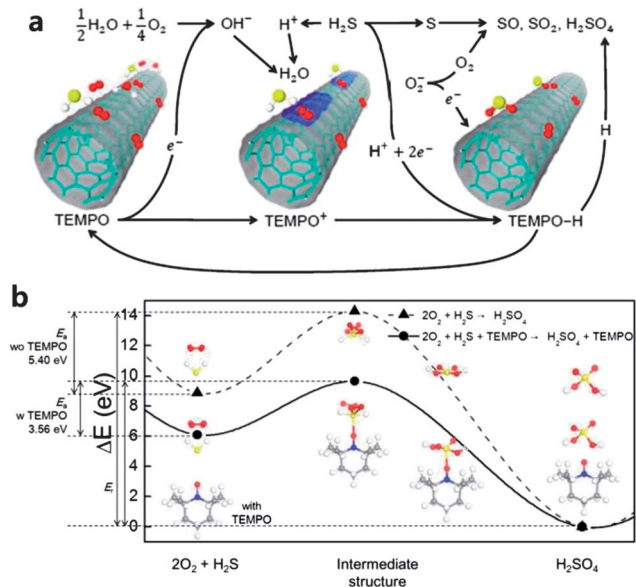 a
1/2 H₂O + 1/4 O₂ OH⁻ H⁺ H₂S S SO, SO₂, H₂SO₄
H₂O
O₂⁻ O₂
e⁻
e⁻
H⁺ + 2e⁻
H
TEMPO TEMPO⁺ TEMPO–H
b
14
12
10
8
6
4
2
0
ΔE (eV)
Eₐ
wo TEMPO
5.40 eV
Eₐ
w TEMPO
3.56 eV
2O₂ + H₂S → H₂SO₄
2O₂ + H₂S + TEMPO → H₂SO₄ + TEMPO
with
TEMPO
2O₂ + H₂S Intermediate structure H₂SO₄